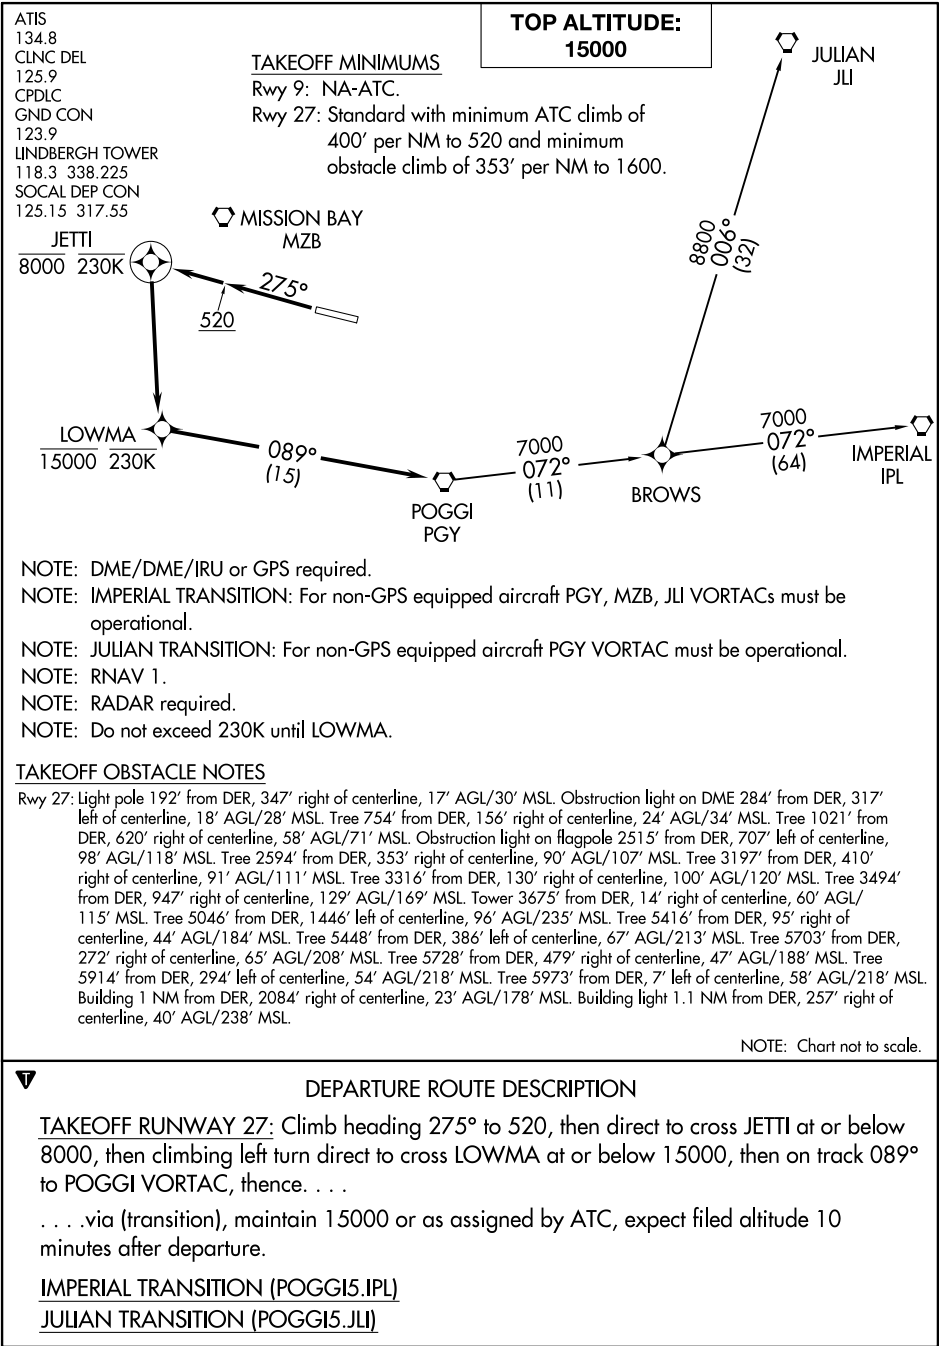 ATIS
134.8
CLNC DEL
125.9
CPDLC
GND CON
123.9
LINDBERGH TOWER
118.3 338.225
SOCAL DEP CON
125.15 317.55
TOP ALTITUDE:
15000
TAKEOFF MINIMUMS
Rwy 9: NA-ATC.
Rwy 27: Standard with minimum ATC climb of
400' per NM to 520 and minimum
obstacle climb of 353' per NM to 1600.
JULIAN
JLI
MISSION BAY
MZB
JETTI
8000 230K
275°
520
8800
006°
(32)
LOWMA
15000 230K
089°
(15)
POGGI
PGY
7000
072°
(11)
BROWS
7000
072°
(64)
IMPERIAL
IPL
NOTE: DME/DME/IRU or GPS required.
NOTE: IMPERIAL TRANSITION: For non-GPS equipped aircraft PGY, MZB, JLI VORTACs must be
operational.
NOTE: JULIAN TRANSITION: For non-GPS equipped aircraft PGY VORTAC must be operational.
NOTE: RNAV 1.
NOTE: RADAR required.
NOTE: Do not exceed 230K until LOWMA.
TAKEOFF OBSTACLE NOTES
Rwy 27: Light pole 192' from DER, 347' right of centerline, 17' AGL/30' MSL. Obstruction light on DME 284' from DER, 317'
left of centerline, 18' AGL/28' MSL. Tree 754' from DER, 156' right of centerline, 24' AGL/34' MSL. Tree 1021' from
DER, 620' right of centerline, 58' AGL/71' MSL. Obstruction light on flagpole 2515' from DER, 707' left of centerline,
98' AGL/118' MSL. Tree 2594' from DER, 353' right of centerline, 90' AGL/107' MSL. Tree 3197' from DER, 410'
right of centerline, 91' AGL/111' MSL. Tree 3316' from DER, 130' right of centerline, 100' AGL/120' MSL. Tree 3494'
from DER, 947' right of centerline, 129' AGL/169' MSL. Tower 3675' from DER, 14' right of centerline, 60' AGL/
115' MSL. Tree 5046' from DER, 1446' left of centerline, 96' AGL/235' MSL. Tree 5416' from DER, 95' right of
centerline, 44' AGL/184' MSL. Tree 5448' from DER, 386' left of centerline, 67' AGL/213' MSL. Tree 5703' from DER,
272' right of centerline, 65' AGL/208' MSL. Tree 5728' from DER, 479' right of centerline, 47' AGL/188' MSL. Tree
5914' from DER, 294' left of centerline, 54' AGL/218' MSL. Tree 5973' from DER, 7' left of centerline, 58' AGL/218' MSL.
Building 1 NM from DER, 2084' right of centerline, 23' AGL/178' MSL. Building light 1.1 NM from DER, 257' right of
centerline, 40' AGL/238' MSL.
NOTE: Chart not to scale.
T
DEPARTURE ROUTE DESCRIPTION
TAKEOFF RUNWAY 27: Climb heading 275° to 520, then direct to cross JETTI at or below
8000, then climbing left turn direct to cross LOWMA at or below 15000, then on track 089°
to POGGI VORTAC, thence. . . .
. . . .via (transition), maintain 15000 or as assigned by ATC, expect filed altitude 10
minutes after departure.
IMPERIAL TRANSITION (POGGI5.IPL)
JULIAN TRANSITION (POGGI5.JLI)